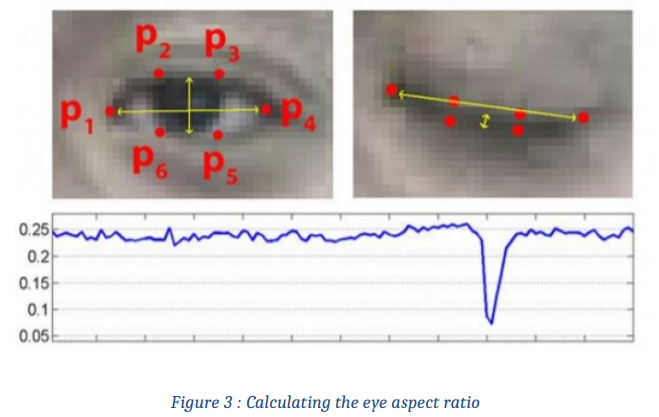 p2 p3
p1 p4
p6 p5
0.25
0.2
0.15
0.1
0.05
Figure 3 : Calculating the eye aspect ratio